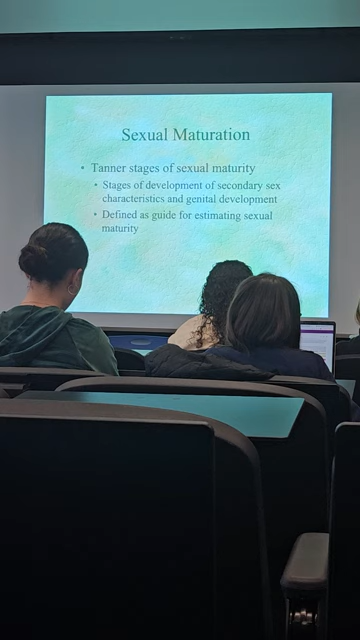 Sexual Maturation
• Tanner stages of sexual maturity
• Stages of development of secondary sex
characteristics and genital development
• Defined as guide for estimating sexual
maturity